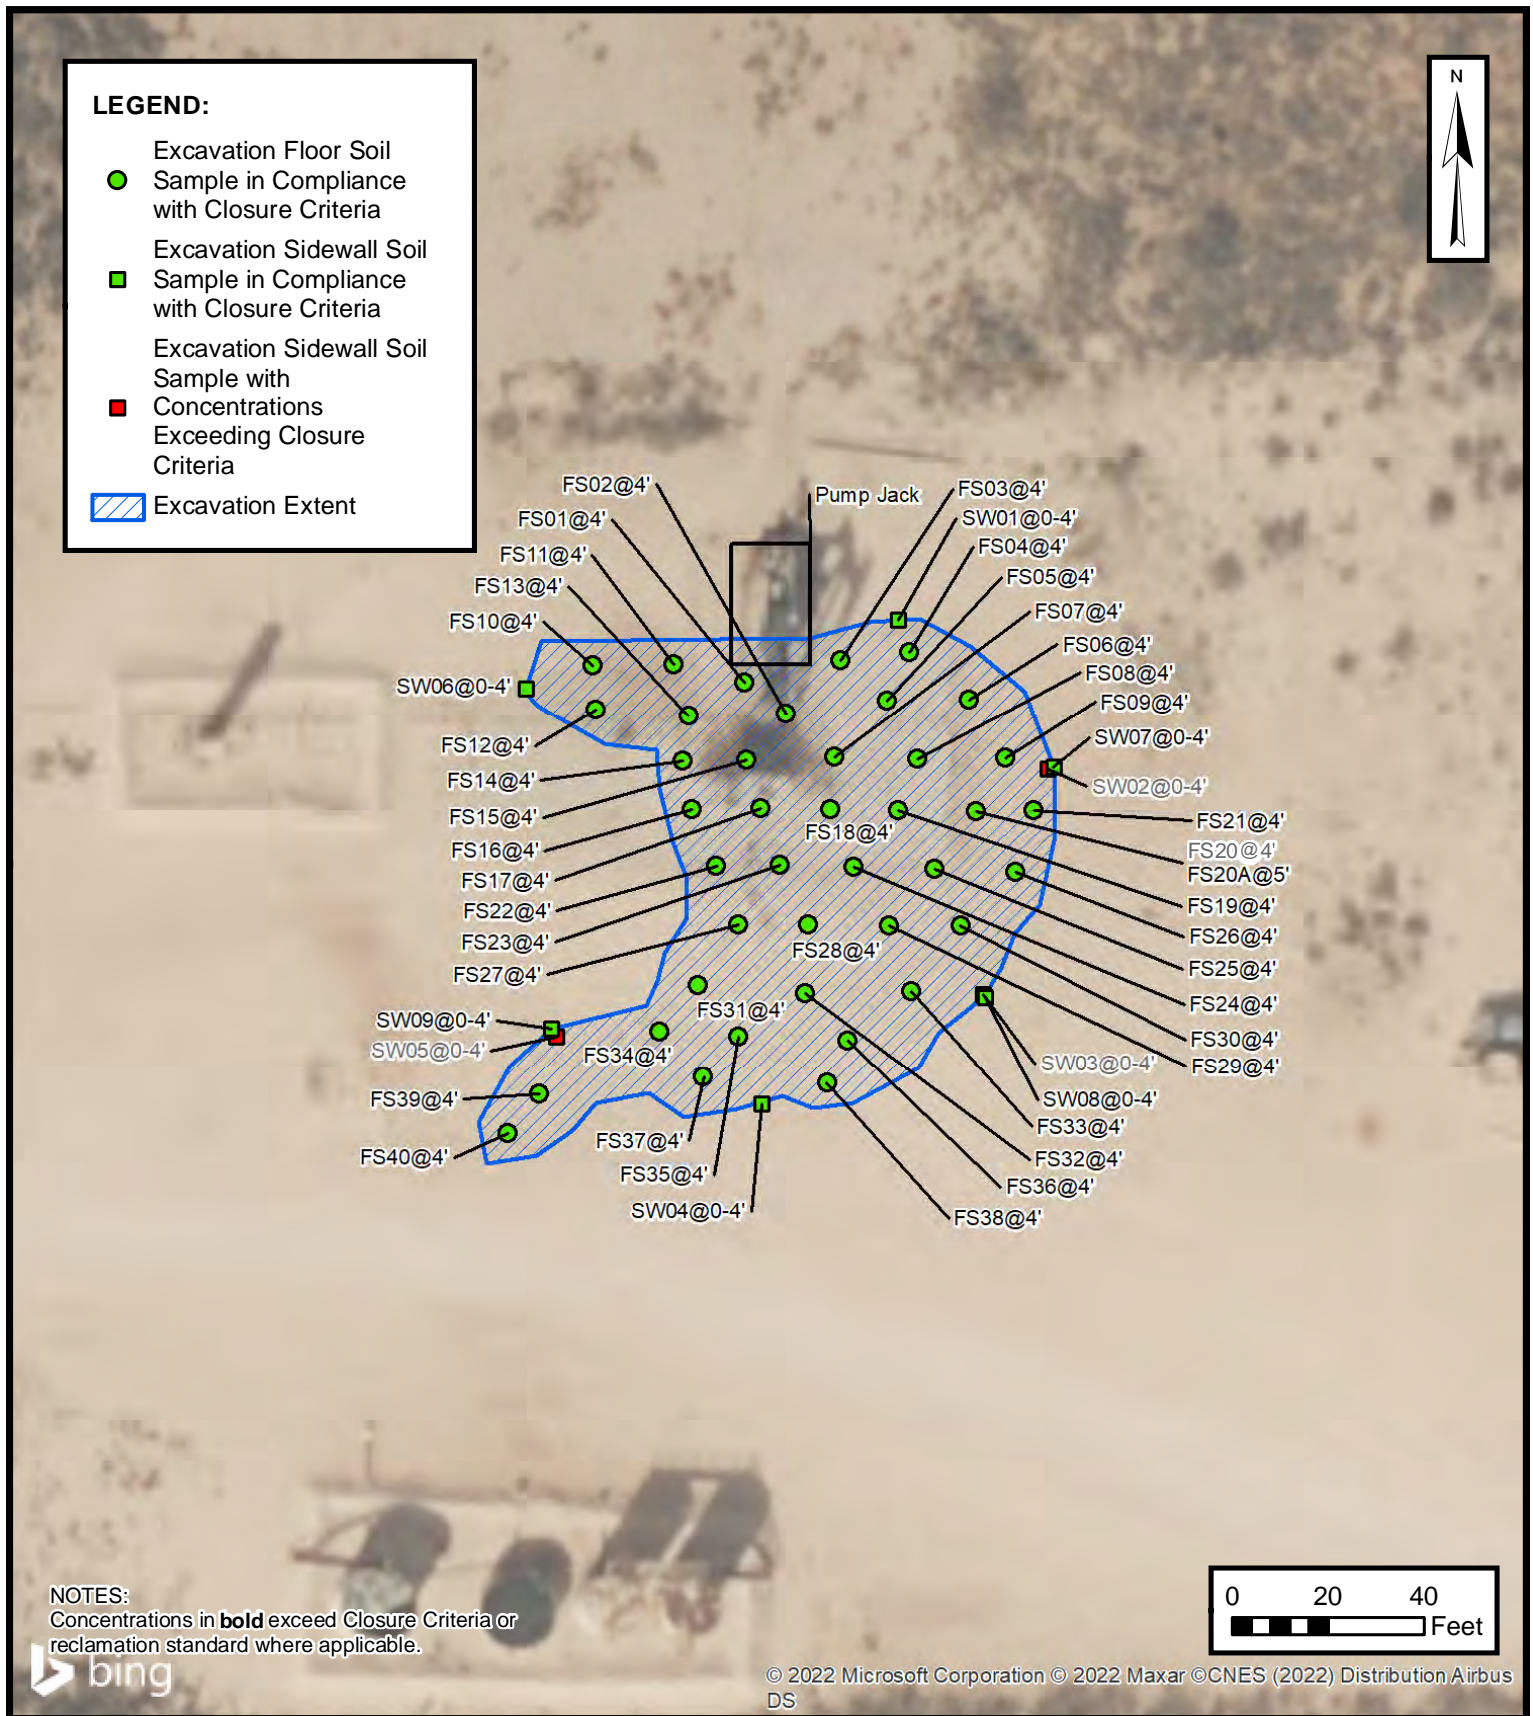 LEGEND:
Excavation Floor Soil
Sample in Compliance
with Closure Criteria
Excavation Sidewall Soil
Sample in Compliance
with Closure Criteria
Excavation Sidewall Soil
Sample with
Concentrations
Exceeding Closure
Criteria
Excavation Extent
N
FS02@4'
FS01@4'
FS11@4'
FS13@4'
FS10@4'
SW06@0-4'
FS12@4'
FS14@4'
FS15@4'
FS16@4'
FS17@4'
FS22@4'
FS23@4'
FS27@4'
SW09@0-4'
SW05@0-4'
FS39@4'
FS40@4'
Pump Jack
FS18@4'
FS28@4'
FS31@4'
FS34@4'
FS37@4'
FS35@4'
SW04@0-4'
FS03@4'
SW01@0-4'
FS04@4'
FS05@4'
FS07@4'
FS06@4'
FS08@4'
FS09@4'
SW07@0-4'
SW02@0-4'
FS21@4'
FS20@4'
FS20A@5'
FS19@4'
FS26@4'
FS25@4'
FS24@4'
FS30@4'
FS29@4'
SW03@0-4'
SW08@0-4'
FS33@4'
FS32@4'
FS36@4'
FS38@4'
NOTES:
Concentrations in bold exceed Closure Criteria or
reclamation standard where applicable.
bing
0 20 40
Feet
© 2022 Microsoft Corporation © 2022 Maxar ©CNES (2022) Distribution Airbus
DS